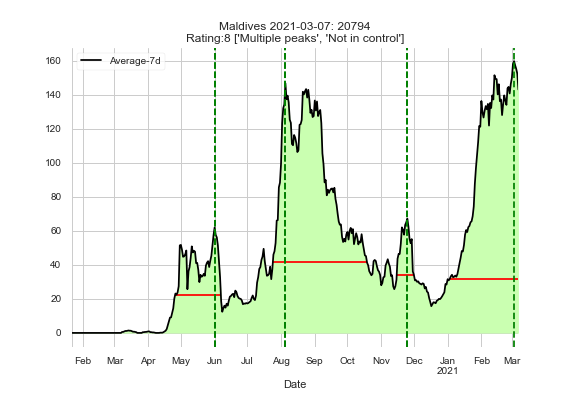 Maldives 2021-03-07: 20794
Rating:8 ['Multiple peaks', 'Not in control']
Average-7d
160
140
120
100
80
60
40
20
0
Feb Mar Apr May Jun Jul Aug Sep Oct Nov Dec Jan Feb Mar
2021
Date